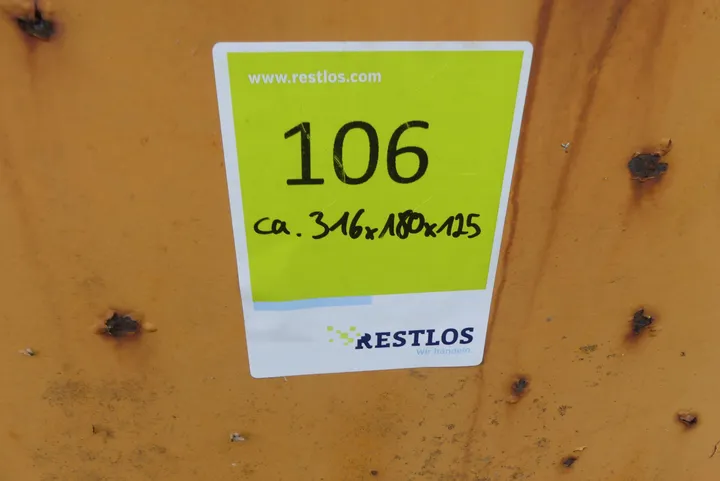 www.restlos.com
106
ca. 316x180x125
RESTLOS
Wir handeln.